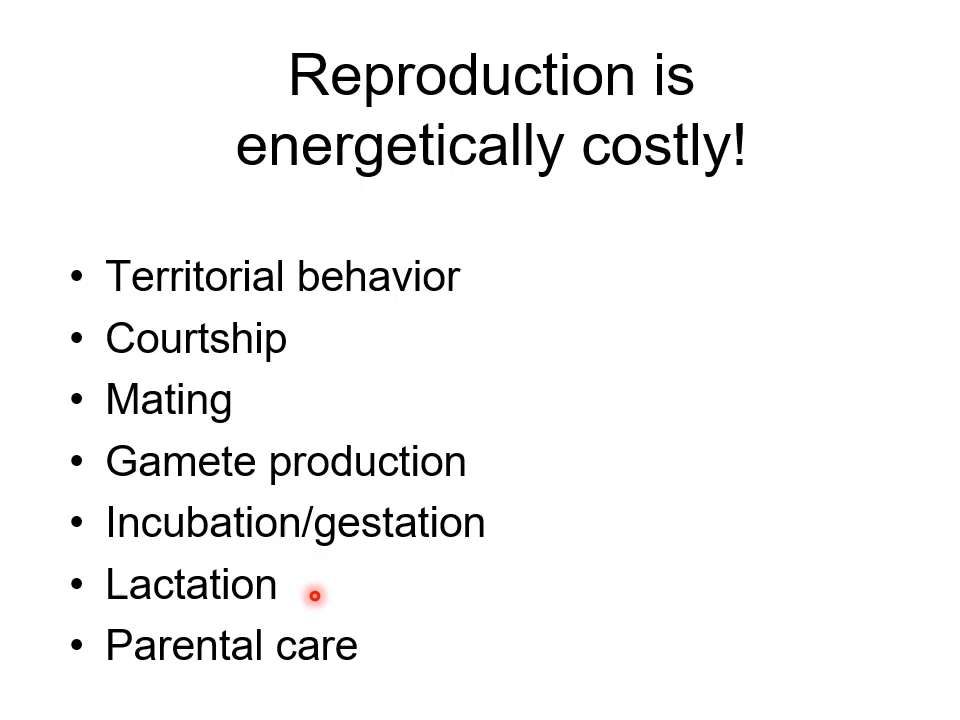 Reproduction is
energetically costly!
• Territorial behavior
• Courtship
• Mating
• Gamete production
• Incubation/gestation
• Lactation
• Parental care